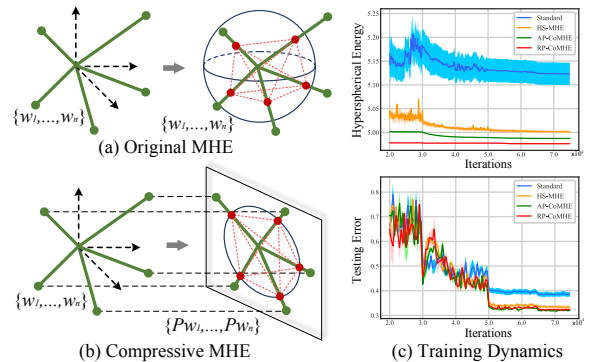 {w1,...,wn}
{w1,...,wn}
(a) Original MHE
{w1,...,wn}
{Pw1,...,Pwn}
(b) Compressive MHE
Hyperspherical Energy
5.25
5.20
5.15
5.10
5.05
5.00
Standard
HS-MHE
AP-CoMHE
RP-CoMHE
2.0 3.0 4.0 5.0 6.0 7.0 x10⁴
Iterations
Testing Error
0.8
0.7
0.6
0.5
0.4
0.3
Standard
HS-MHE
AP-CoMHE
RP-CoMHE
2.0 3.0 4.0 5.0 6.0 7.0 x10⁴
Iterations
(c) Training Dynamics